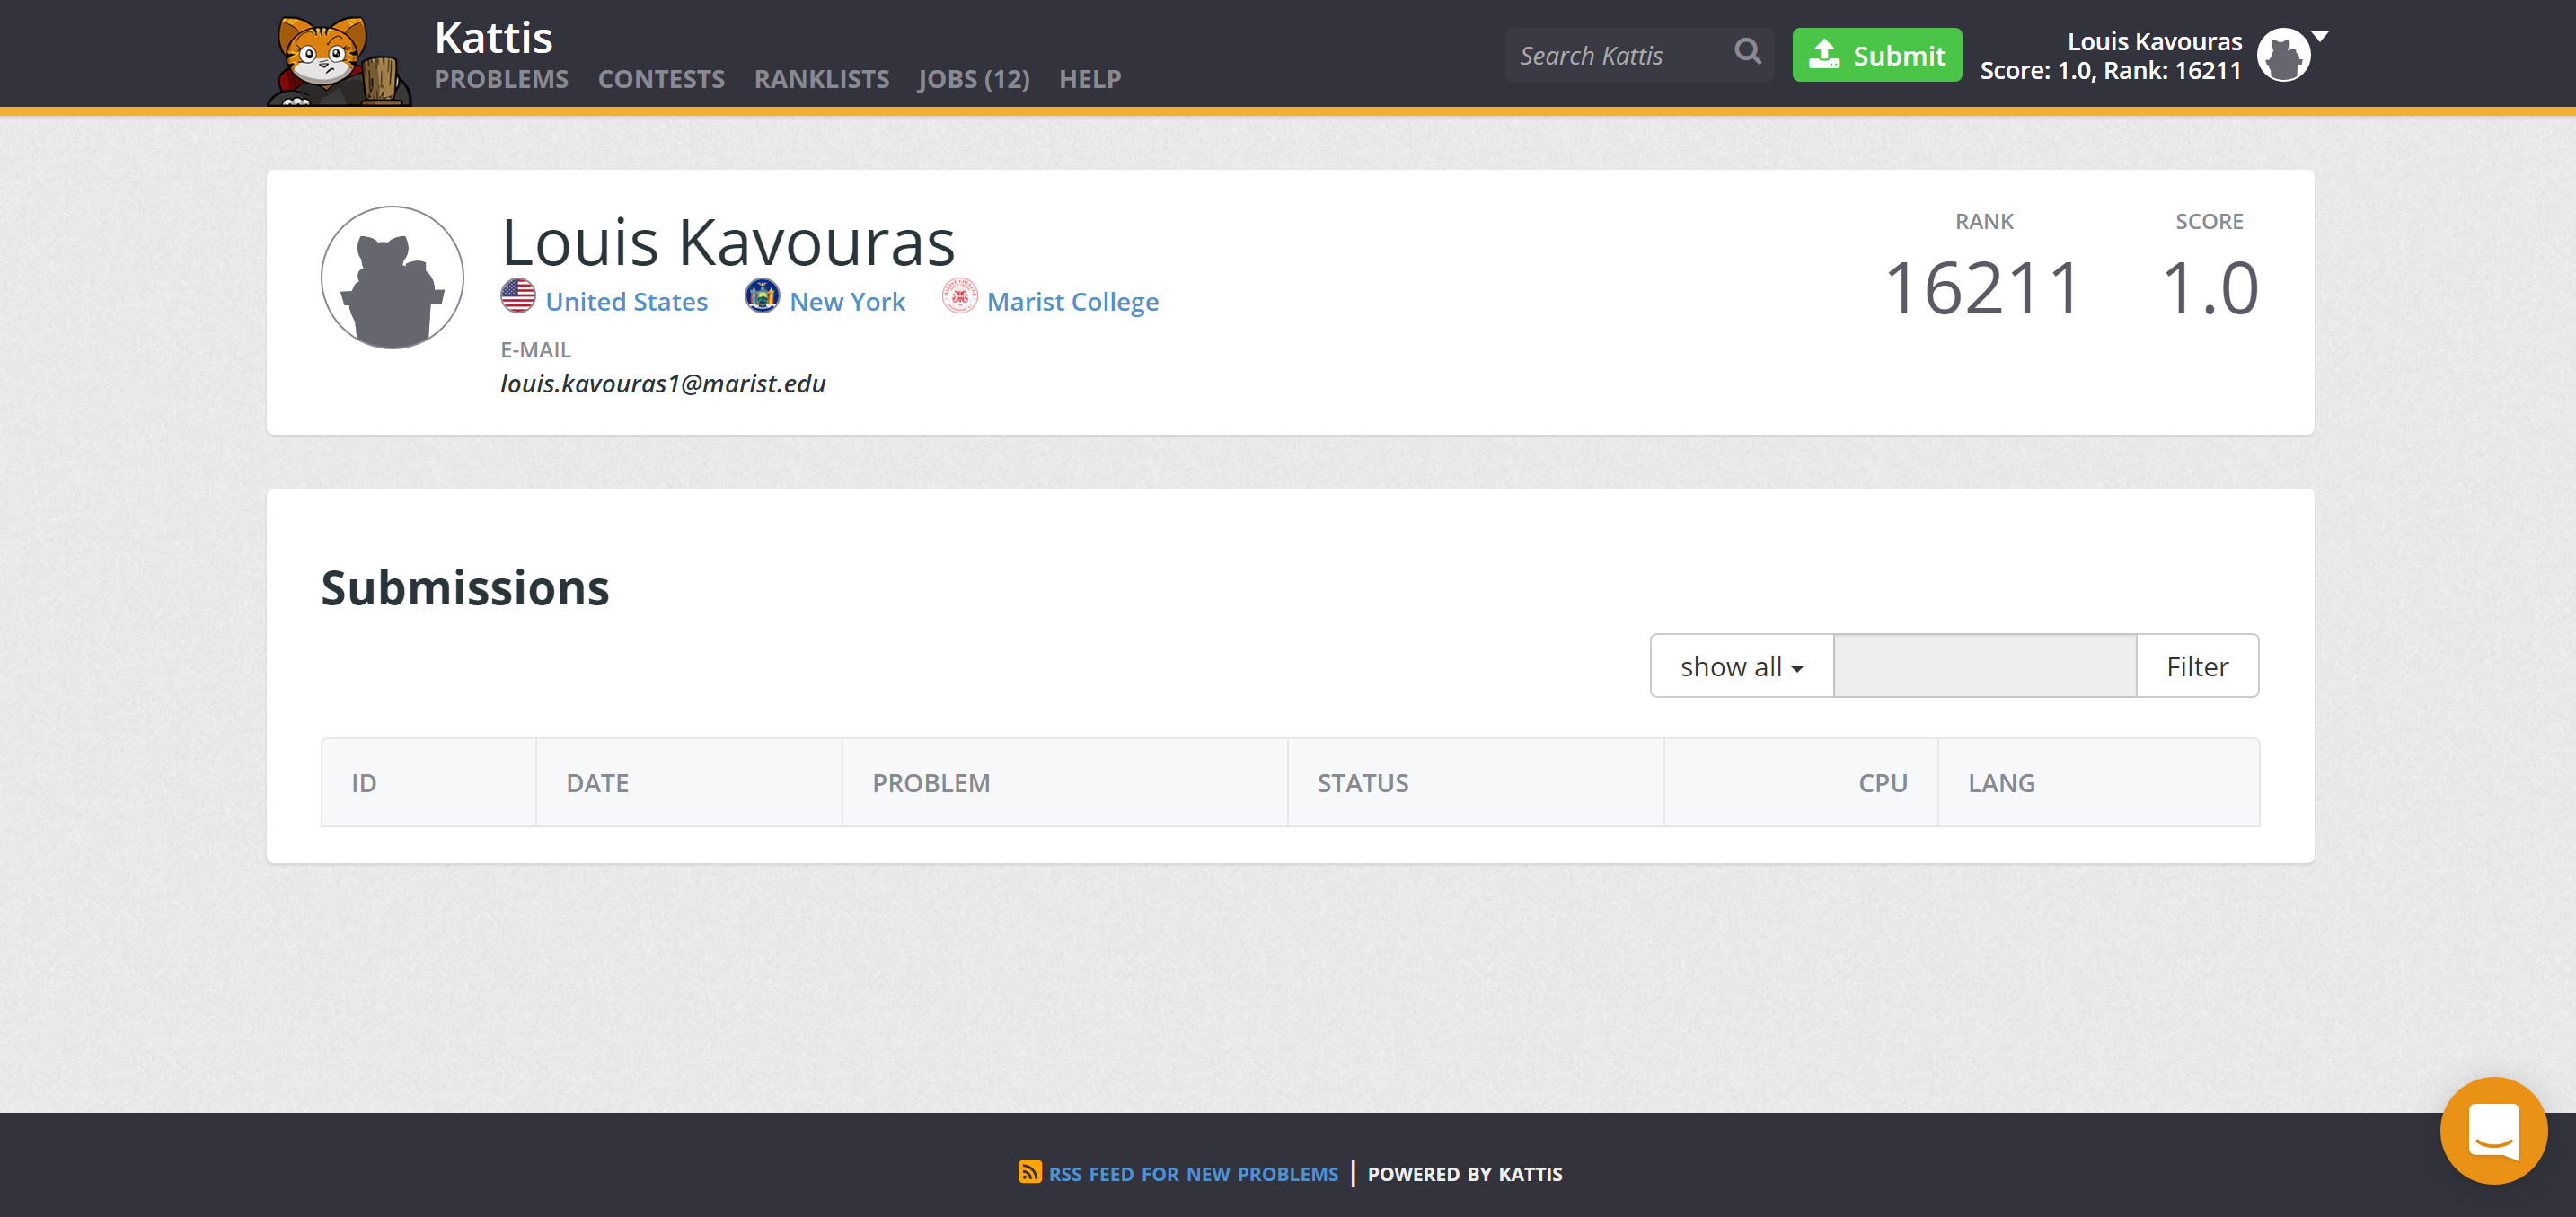 Kattis
PROBLEMS CONTESTS RANKLISTS JOBS (12) HELP
Search Kattis
Submit
Louis Kavouras
Score: 1.0, Rank: 16211
Louis Kavouras
United States New York Marist College
E-MAIL
louis.kavouras1@marist.edu
RANK SCORE
16211 1.0
Submissions
show all Filter
ID DATE PROBLEM STATUS CPU LANG
RSS FEED FOR NEW PROBLEMS | POWERED BY KATTIS